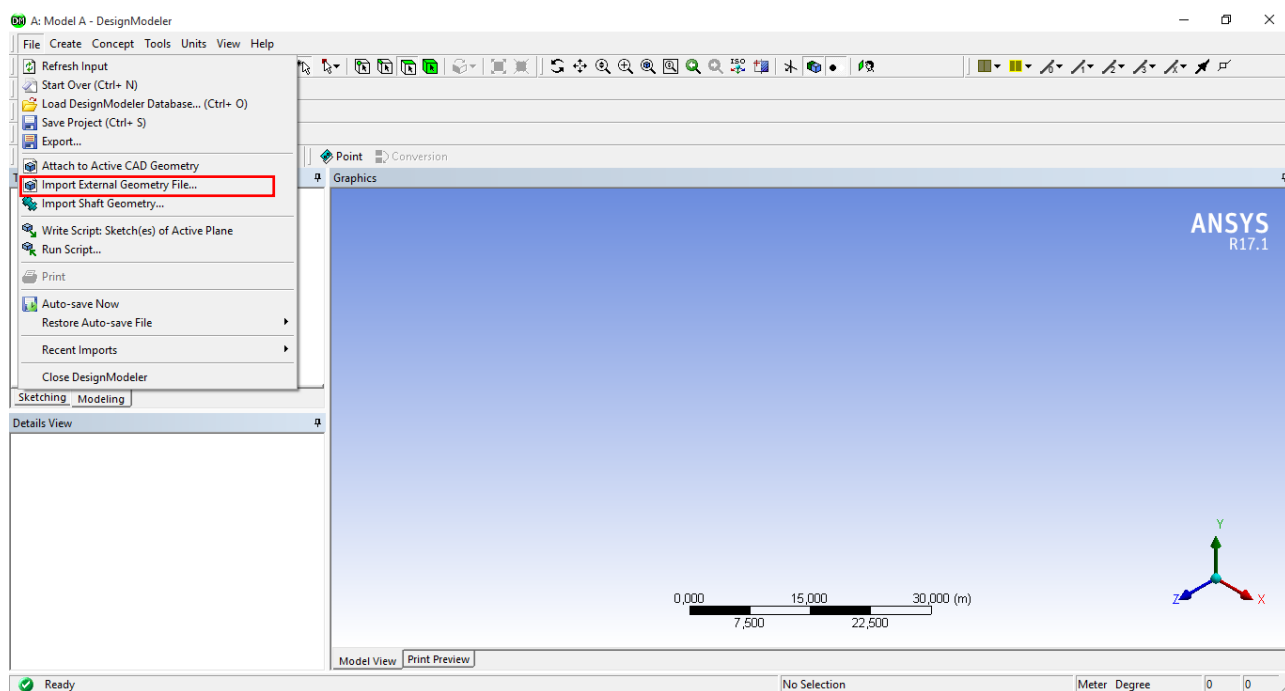 A: Model A - DesignModeler
File Create Concept Tools Units View Help
Refresh Input
Start Over (Ctrl+ N)
Load DesignModeler Database... (Ctrl+ O)
Save Project (Ctrl+ S)
Export...
Attach to Active CAD Geometry
Import External Geometry File...
Import Shaft Geometry...
Write Script: Sketch(es) of Active Plane
Run Script...
Print
Auto-save Now
Restore Auto-save File
Recent Imports
Close DesignModeler
Sketching Modeling
Details View
ISO
Point Conversion
Graphics
ANSYS
R17.1
Y
Z X
0,000 15,000 30,000 (m)
7,500 22,500
Model View Print Preview
Ready No Selection Meter Degree 0 0